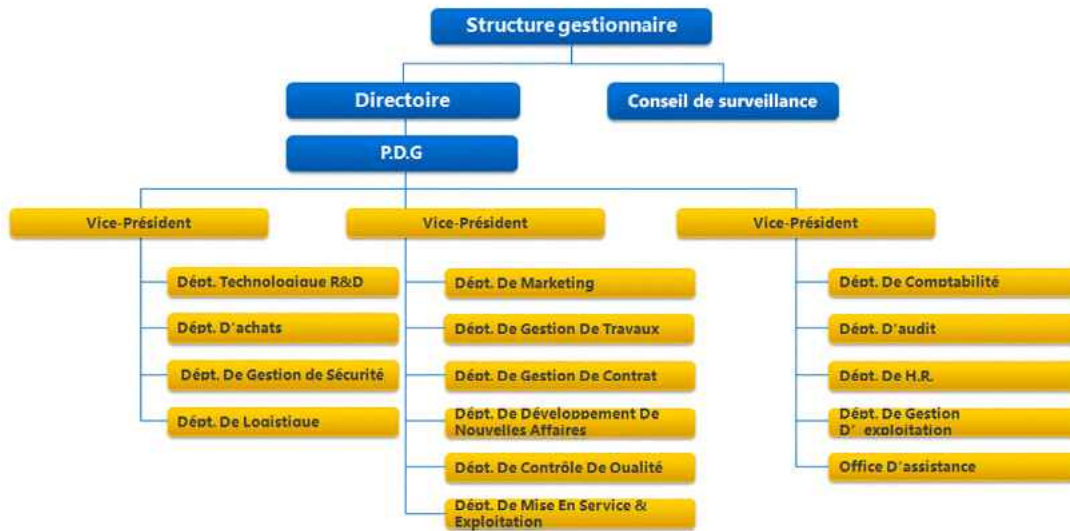 Structure gestionnaire
Directoire
Conseil de surveillance
P.D.G
Vice-Président
Vice-Président
Vice-Président
Dépt. Technologique R&D
Dépt. D'achats
Dépt. De Gestion de Sécurité
Dépt. De Logistique
Dépt. De Marketing
Dépt. De Gestion De Travaux
Dépt. De Gestion De Contrat
Dépt. De Développement De
Nouvelles Affaires
Dépt. De Contrôle De Qualité
Dépt. De Mise En Service &
Exploitation
Dépt. De Comptabilité
Dépt. D'audit
Dépt. De H.R.
Dépt. De Gestion
D' exploitation
Office D'assistance